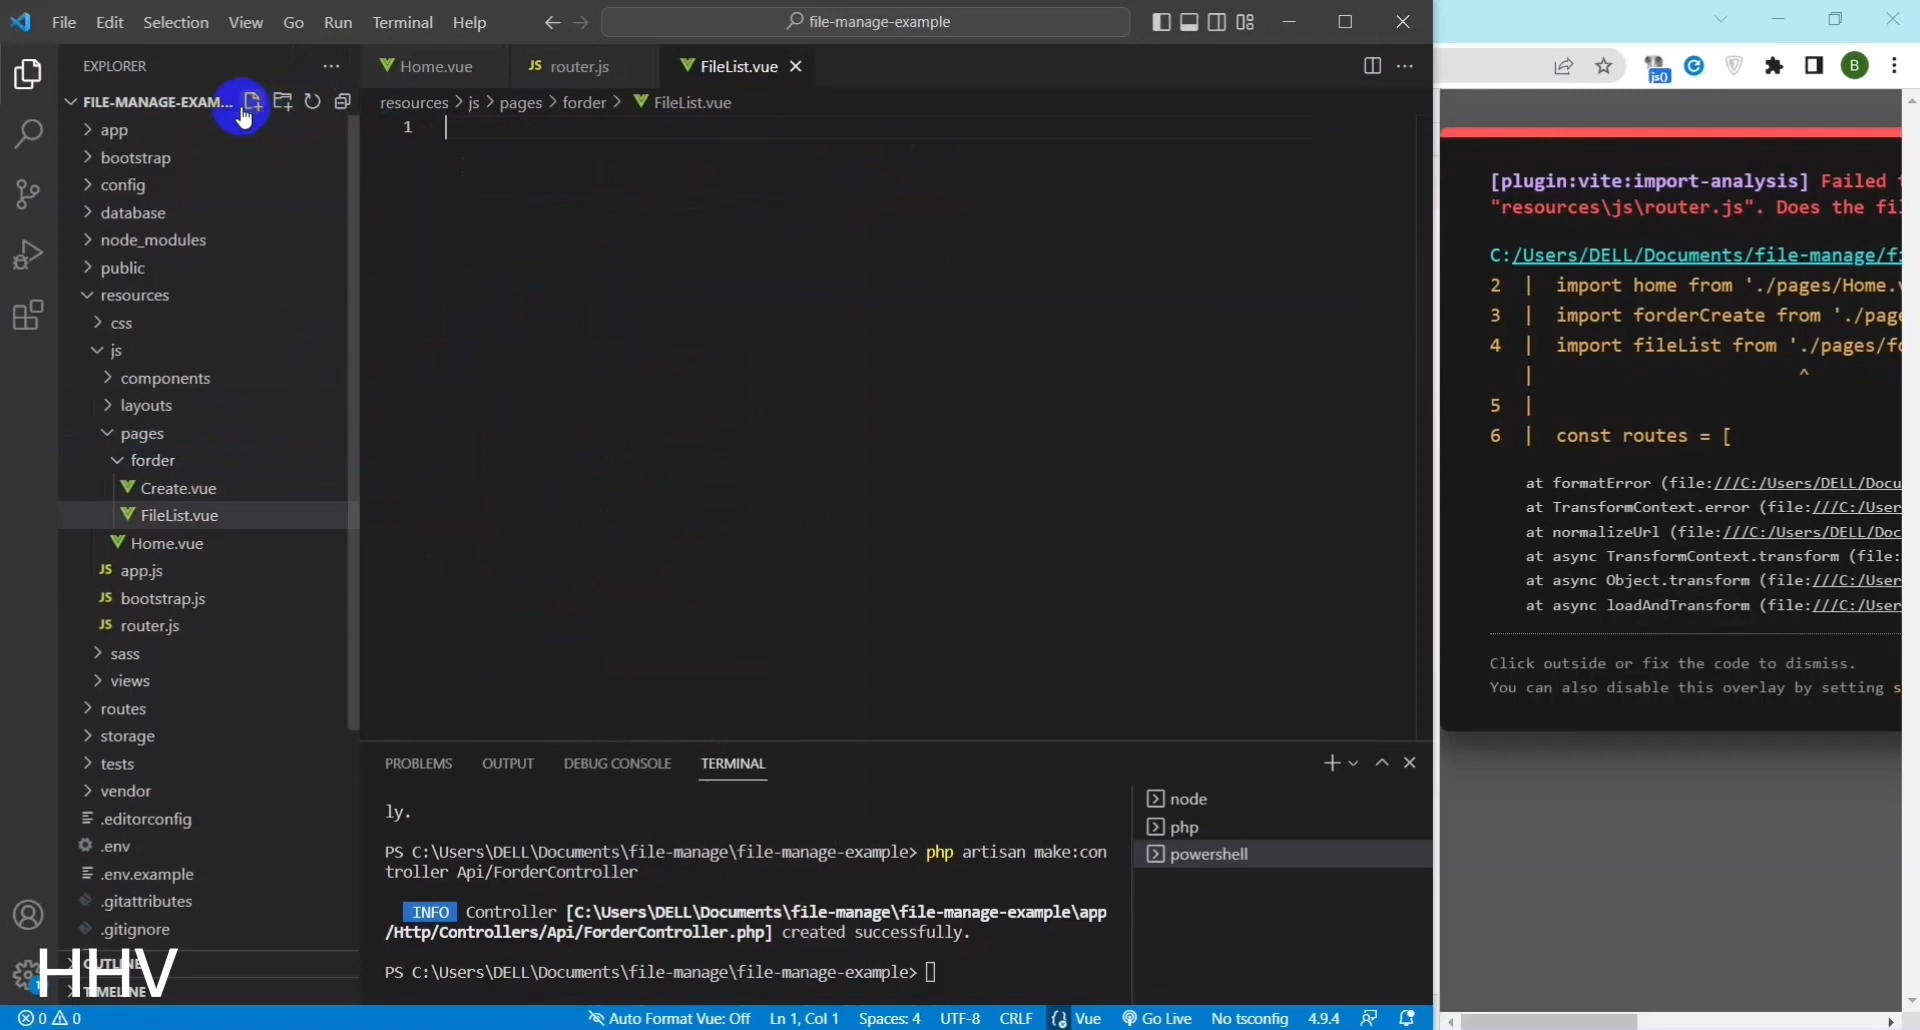 File Edit Selection View Go Run Terminal Help
file-manage-example
EXPLORER
FILE-MANAGE-EXAM...
app
bootstrap
config
database
node_modules
public
resources
css
js
components
layouts
pages
forder
Create.vue
FileList.vue
Home.vue
JS app.js
JS bootstrap.js
JS router.js
sass
views
routes
storage
tests
vendor
.editorconfig
.env
.env.example
.gitattributes
.gitignore
OUTLINE
TIMELINE
HHV
1
Home.vue
JS router.js
FileList.vue
resources > js > pages > forder > FileList.vue
1
PROBLEMS OUTPUT DEBUG CONSOLE TERMINAL
ly.
PS C:\Users\DELL\Documents\file-manage\file-manage-example> php artisan make:con
troller Api/ForderController
INFO Controller [C:\Users\DELL\Documents\file-manage\file-manage-example\app
/Http/Controllers/Api/ForderController.php] created successfully.
PS C:\Users\DELL\Documents\file-manage\file-manage-example>
node
php
powershell
0 0
Auto Format Vue: Off Ln 1, Col 1 Spaces: 4 UTF-8 CRLF Vue Go Live No tsconfig 4.9.4
js()
B
[plugin:vite:import-analysis] Failed
"resources\js\router.js". Does the fi
C:/Users/DELL/Documents/file-manage/f
2 | import home from './pages/Home.
3 | import forderCreate from './page
4 | import fileList from './pages/fo
| ^
5 |
6 | const routes = [
at formatError (file:///C:/Users/DELL/Docu
at TransformContext.error (file:///C:/User
at normalizeUrl (file:///C:/Users/DELL/Doc
at async TransformContext.transform (file:
at async Object.transform (file:///C:/User
at async loadAndTransform (file:///C:/User
Click outside or fix the code to dismiss.
You can also disable this overlay by setting s